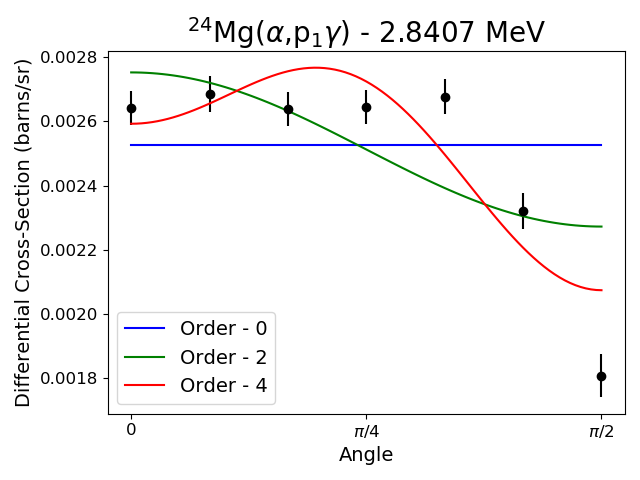 ²⁴Mg(α,p₁γ) - 2.8407 MeV
Differential Cross-Section (barns/sr)
0.0028
0.0026
0.0024
0.0022
0.0020
0.0018
Order - 0
Order - 2
Order - 4
0
π/4
π/2
Angle